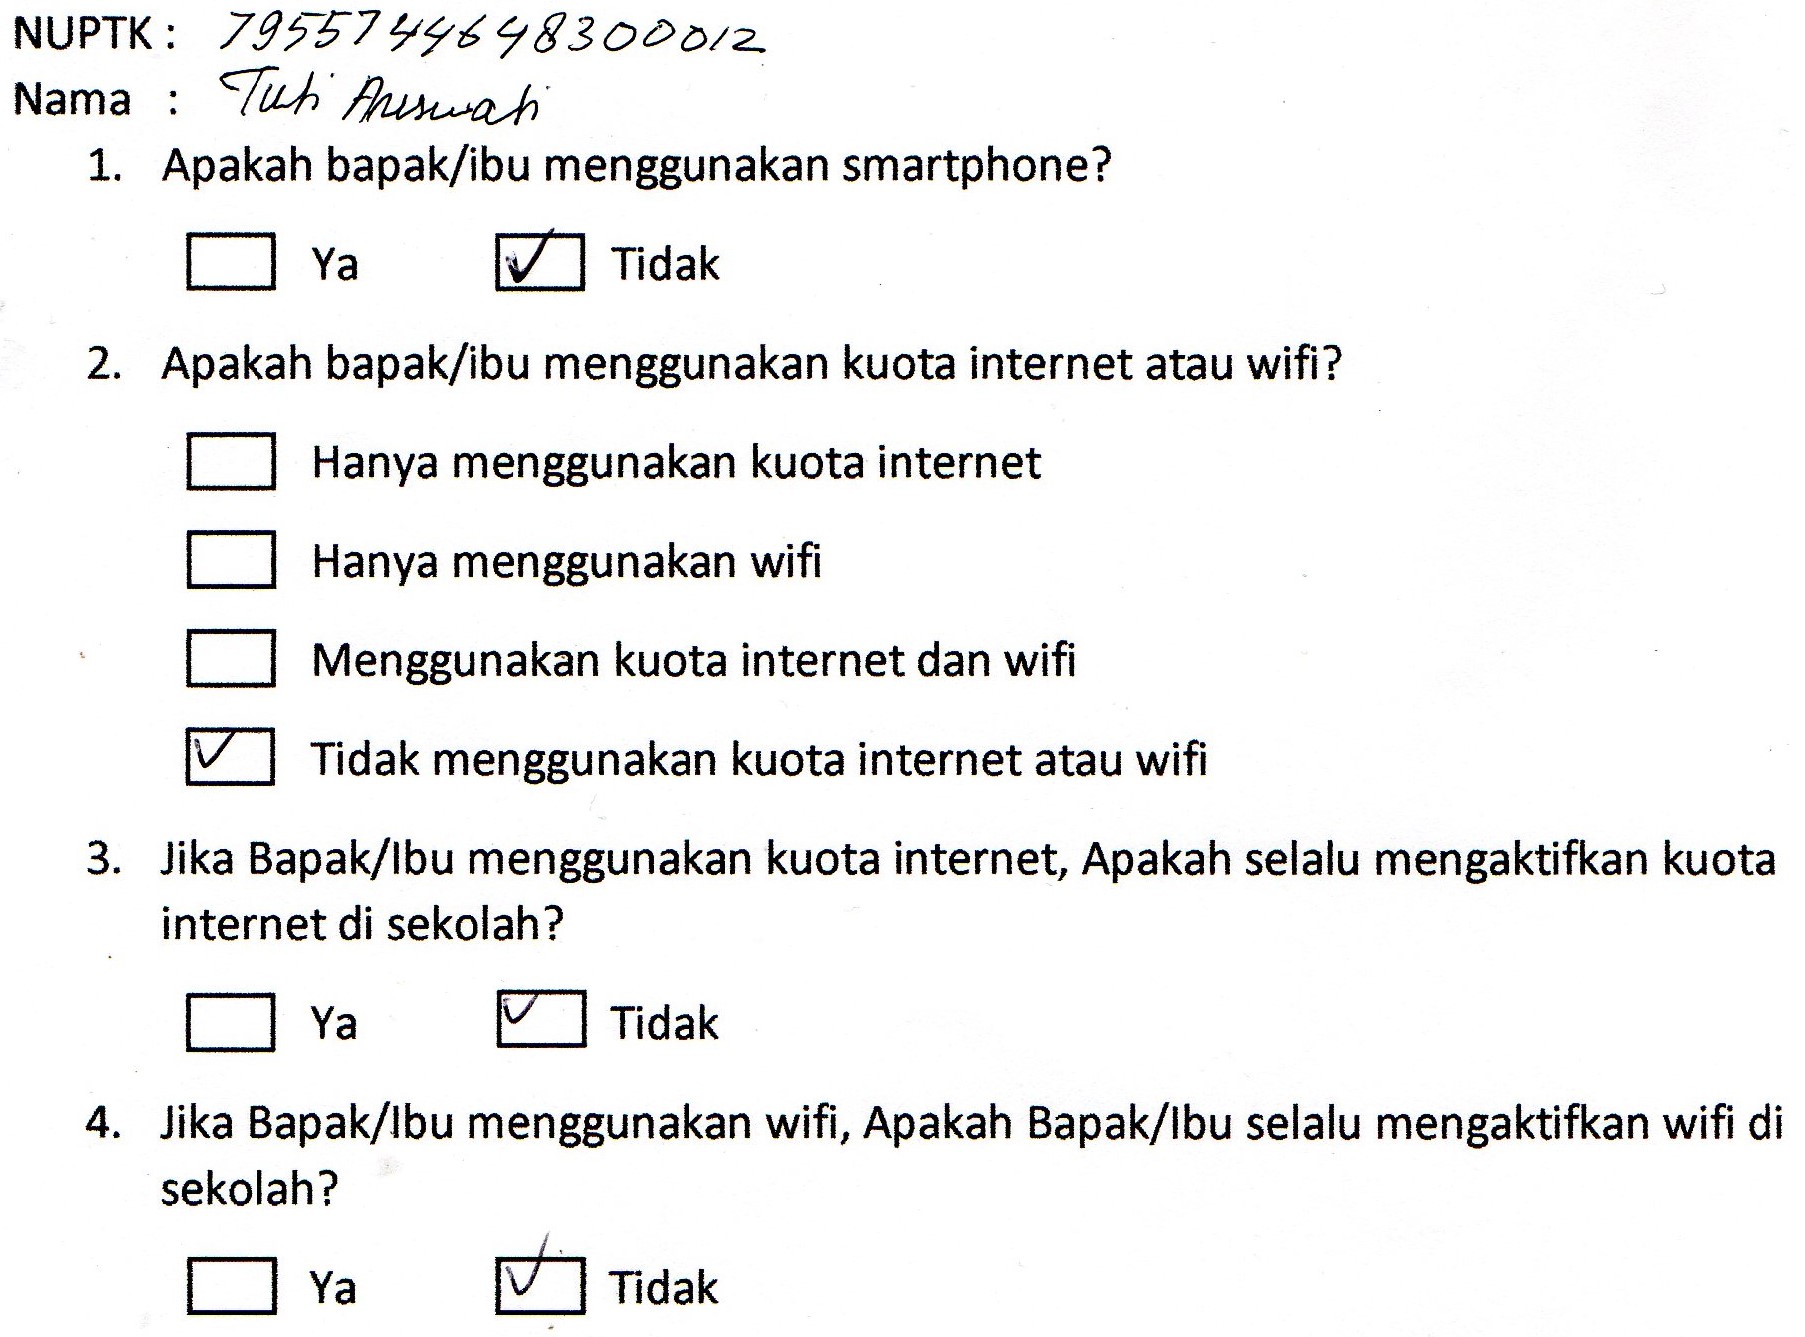 NUPTK : 7955744648300012
Nama : Tuti
1. Apakah bapak/ibu menggunakan smartphone?
Ya Tidak
2. Apakah bapak/ibu menggunakan kuota internet atau wifi?
Hanya menggunakan kuota internet
Hanya menggunakan wifi
Menggunakan kuota internet dan wifi
Tidak menggunakan kuota internet atau wifi
3. Jika Bapak/Ibu menggunakan kuota internet, Apakah selalu mengaktifkan kuota
internet di sekolah?
Ya Tidak
4. Jika Bapak/Ibu menggunakan wifi, Apakah Bapak/Ibu selalu mengaktifkan wifi di
sekolah?
Ya Tidak